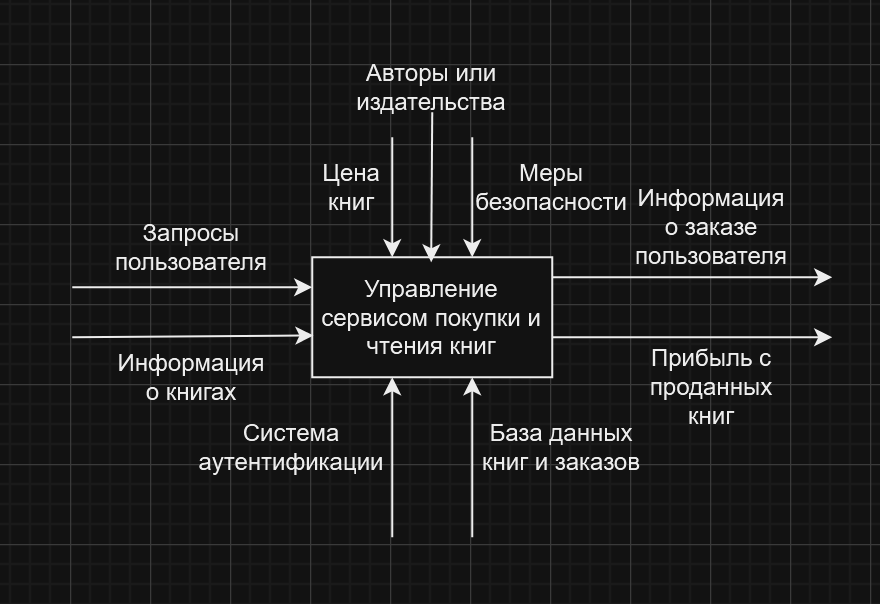 Авторы или
издательства
Цена
книг
Меры
безопасности
Информация
о заказе
пользователя
Запросы
пользователя
Управление
сервисом покупки и
чтения книг
Информация
о книгах
Прибыль с
проданных
книг
Система
аутентификации
База данных
книг и заказов